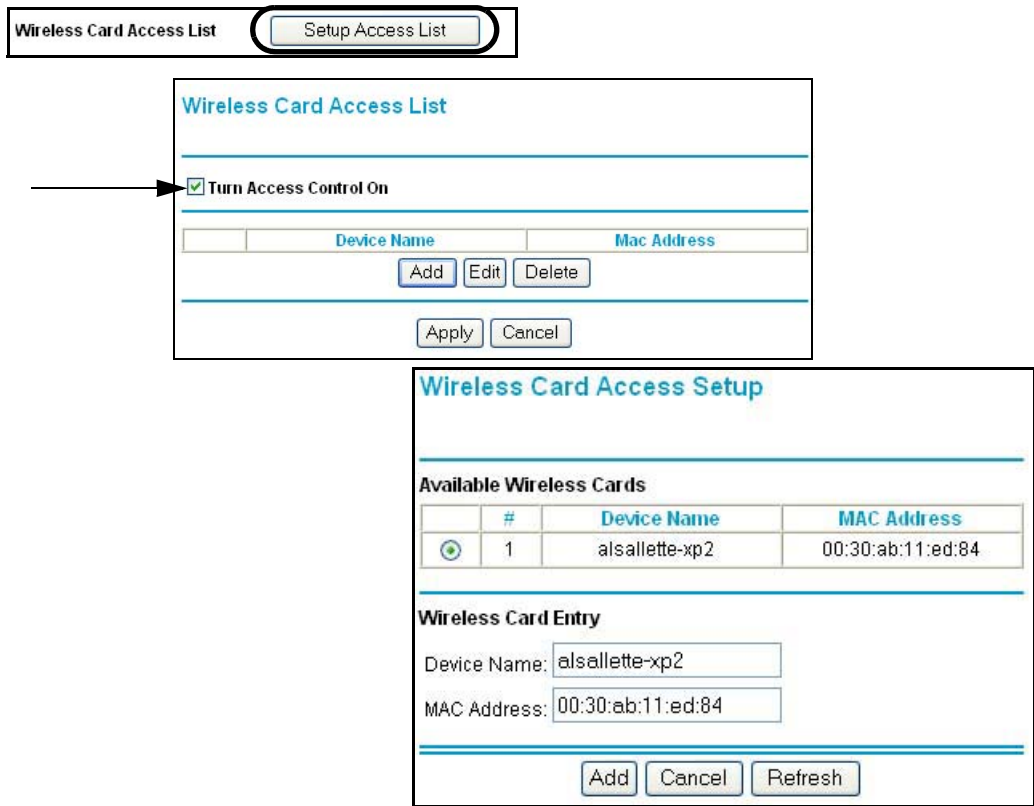 Wireless Card Access List Setup Access List
Wireless Card Access List
Turn Access Control On
Device Name Mac Address
Add Edit Delete
Apply Cancel
Wireless Card Access Setup
Available Wireless Cards
# Device Name MAC Address
1 alsallette-xp2 00:30:ab:11:ed:84
Wireless Card Entry
Device Name: alsallette-xp2
MAC Address: 00:30:ab:11:ed:84
Add Cancel Refresh